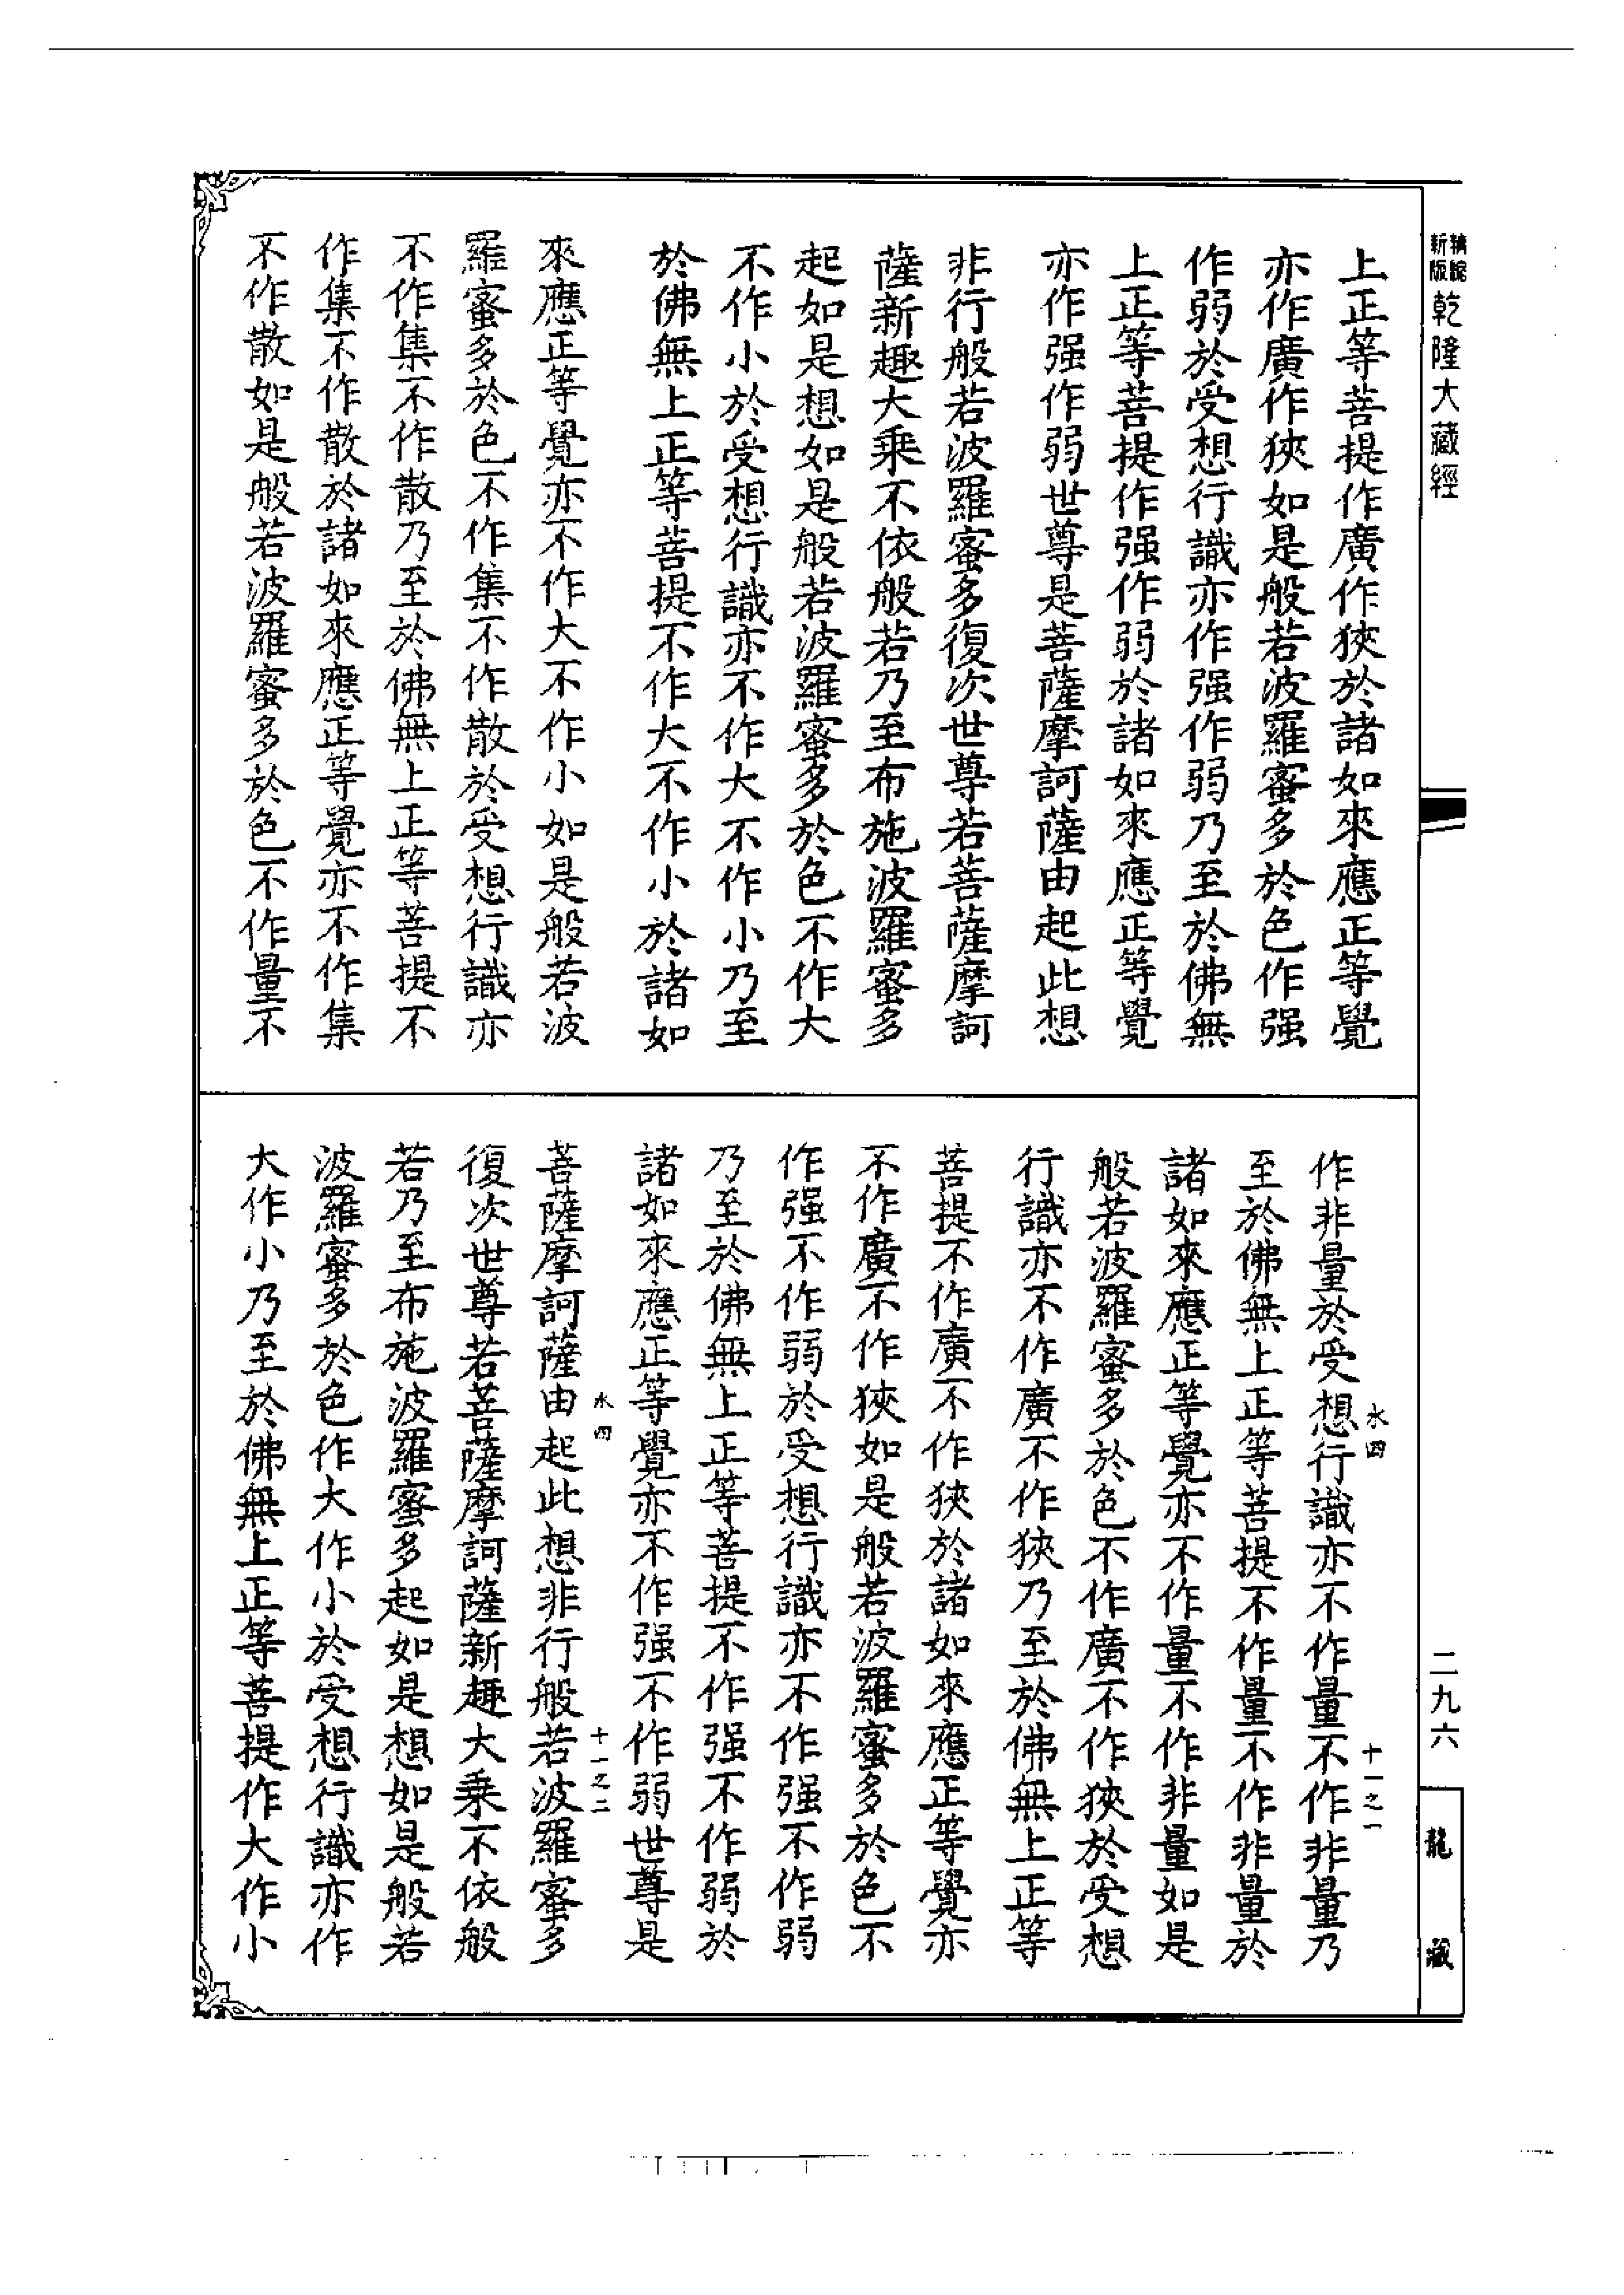 新版
精縮
乾隆大藏經
上正等菩提作廣作狹於諸如來應正等覺
亦作廣作狹如是般若波羅蜜多於色作强
作弱於受想行識亦作强作弱乃至於佛無
上正等菩提作强作弱於諸如來應正等覺
亦作强作弱世尊是菩薩摩訶薩由起此想
非行般若波羅蜜多復次世尊若菩薩摩訶
薩新趣大乘不依般若乃至布施波羅蜜多
起如是想如是般若波羅蜜多於色不作大
不作小於受想行識亦不作大不作小乃至
於佛無上正等菩提不作大不作小於諸如
來應正等覺亦不作大不作小如是般若波
羅蜜多於色不作集不作散於受想行識亦
不作集不作散乃至於佛無上正等菩提不
作集不作散於諸如來應正等覺亦不作集
不作散如是般若波羅蜜多於色不作量不
水四 十一之一
作非量於受想行識亦不作量不作非量乃
至於佛無上正等菩提不作量不作非量於
諸如來應正等覺亦不作量不作非量如是
般若波羅蜜多於色不作廣不作狹於受想
行識亦不作廣不作狹乃至於佛無上正等
菩提不作廣不作狹於諸如來應正等覺亦
不作廣不作狹如是般若波羅蜜多於色不
作强不作弱於受想行識亦不作强不作弱
乃至於佛無上正等菩提不作强不作弱於
諸如來應正等覺亦不作强不作弱世尊是
水四 十一之二
菩薩摩訶薩由起此想非行般若波羅蜜多
復次世尊若菩薩摩訶薩新趣大乘不依般
若乃至布施波羅蜜多起如是想如是般若
波羅蜜多於色作大作小於受想行識亦作
大作小乃至於佛無上正等菩提作大作小
二九六
龍藏